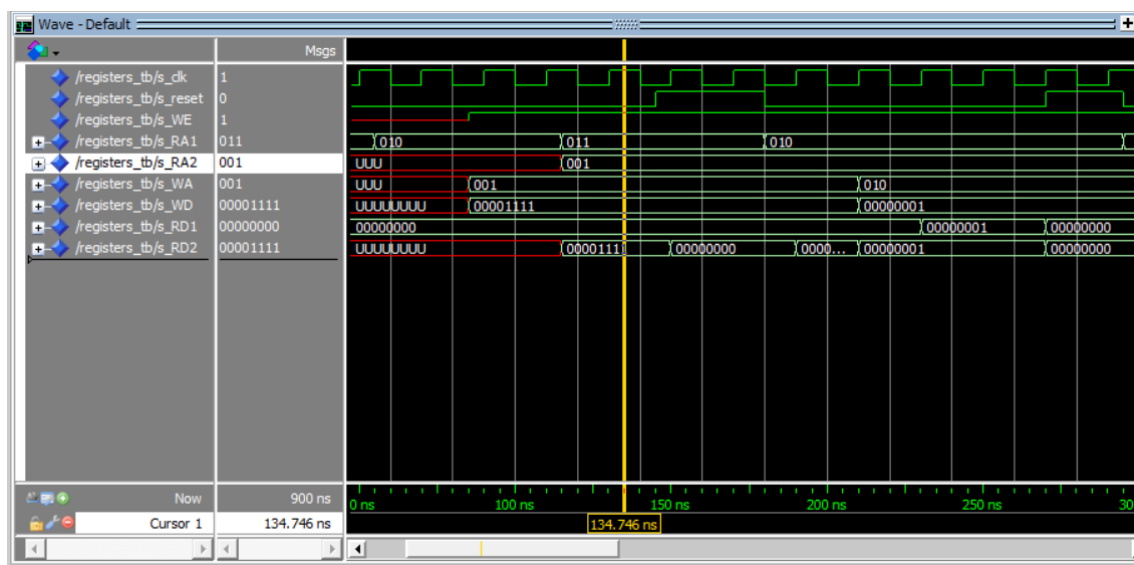 Wave - Default
Msgs
/registers_tb/s_clk 1
/registers_tb/s_reset 0
/registers_tb/s_WE 1
/registers_tb/s_RA1 011 010 011 010
/registers_tb/s_RA2 001 UUU 001
/registers_tb/s_WA 001 UUU 001 010
/registers_tb/s_WD 00001111 UUUUUUUU 00001111 00000001
/registers_tb/s_RD1 00000000 00000000 00000001 00000000
/registers_tb/s_RD2 00001111 UUUUUUUU 00001111 00000000 0000... 00000001 00000000
Now 900 ns 0 ns 100 ns 150 ns 200 ns 250 ns 30
Cursor 1 134.746 ns 134.746 ns